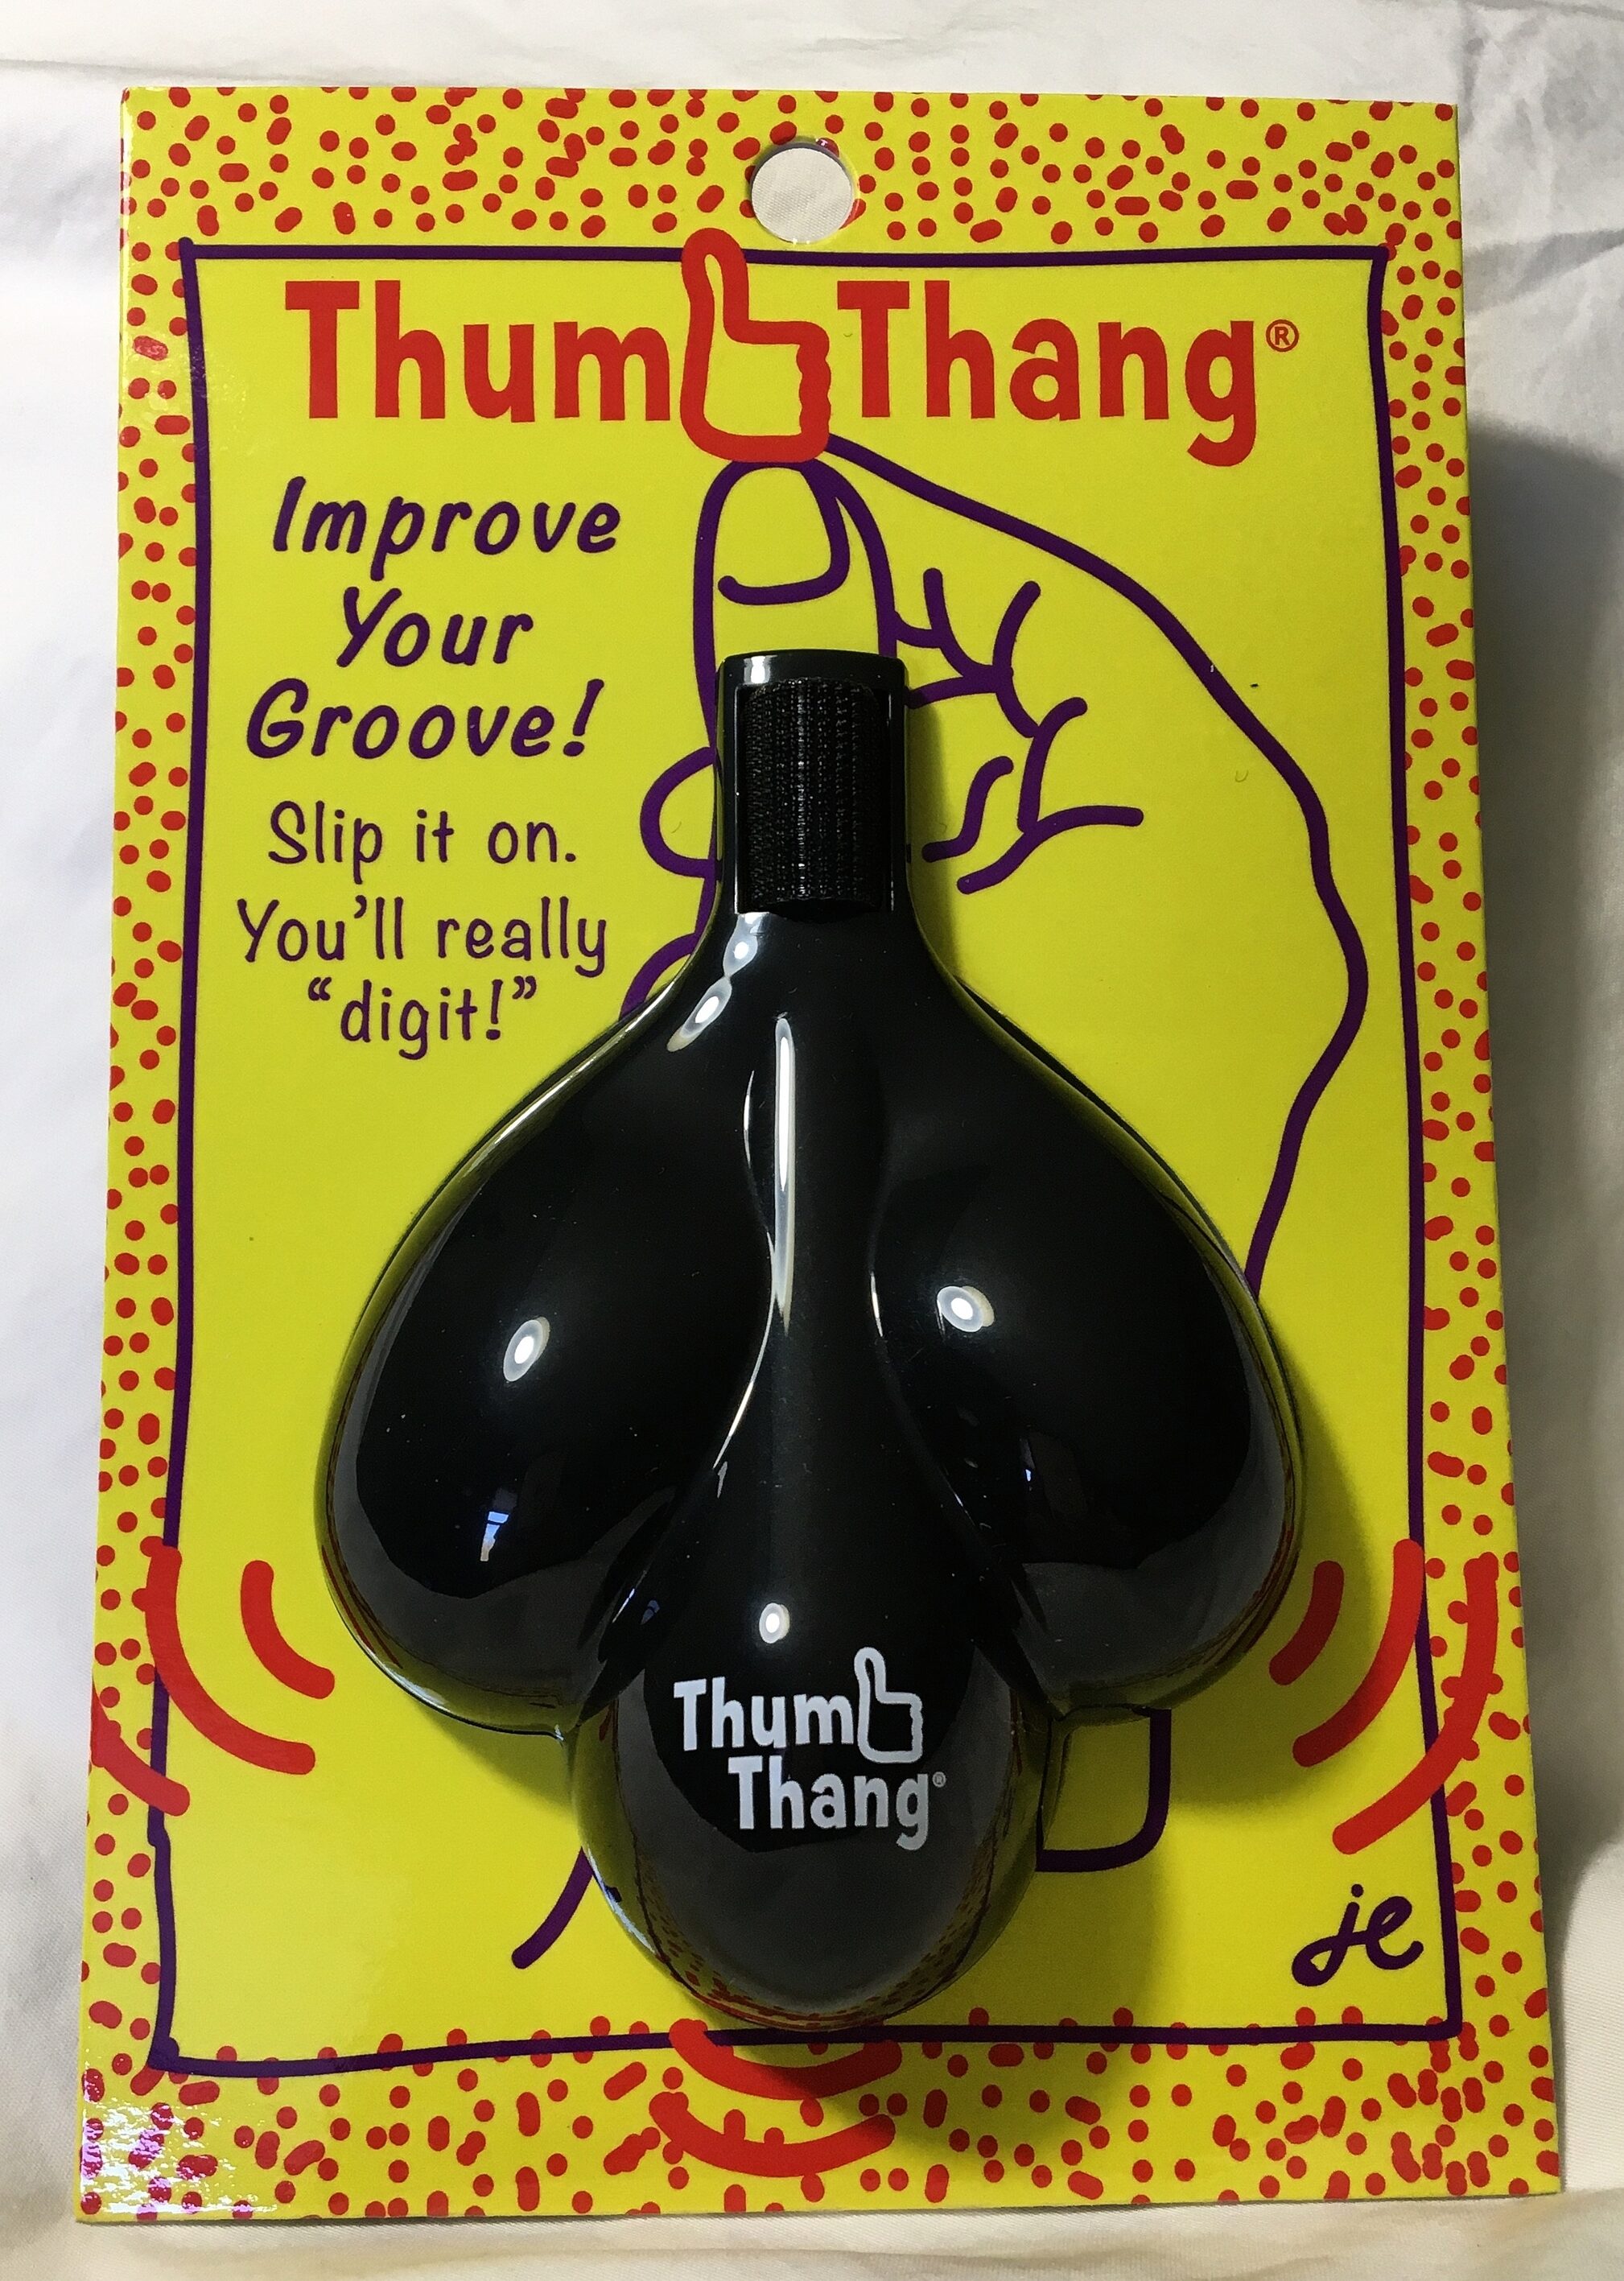 Thumb Thang®
Improve
Your
Groove!
Slip it on.
You'll really
“digit!”
Thumb
Thang®
je